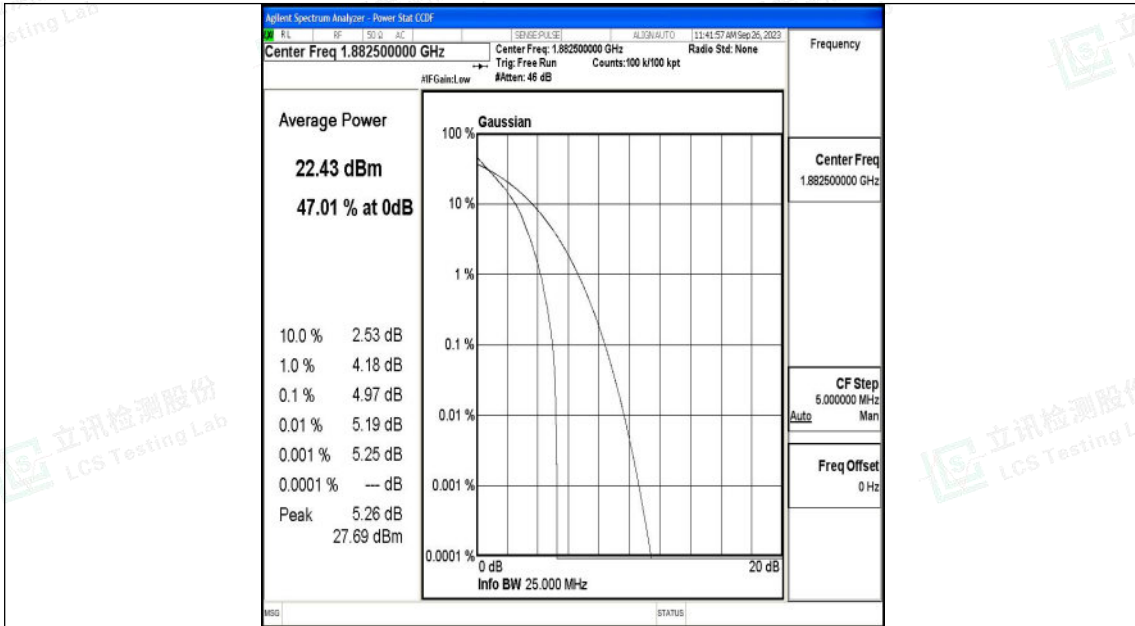 Agilent Spectrum Analyzer - Power Stat CCDF
RL RF 50 Ω AC SENSE:PULSE ALIGNAUTO 11:41:57 AM Sep 26, 2023
Center Freq 1.882500000 GHz
Center Freq: 1.882500000 GHz Radio Std: None
Trig: Free Run Counts:100 k/100 kpt
#IFGain:Low #Atten: 46 dB
Frequency
Average Power
22.43 dBm
47.01 % at 0dB
10.0 % 2.53 dB
1.0 % 4.18 dB
0.1 % 4.97 dB
0.01 % 5.19 dB
0.001 % 5.25 dB
0.0001 % --- dB
Peak 5.26 dB
27.69 dBm
Gaussian
100 %
10 %
1 %
0.1 %
0.01 %
0.001 %
0.0001 %
0 dB 20 dB
Info BW 25.000 MHz
Center Freq
1.882500000 GHz
CF Step
5.000000 MHz
Auto Man
Freq Offset
0 Hz
MSG STATUS
立讯检测股份
LCS Testing Lab
立讯检测股份
LCS Testing L
sting Lab
立